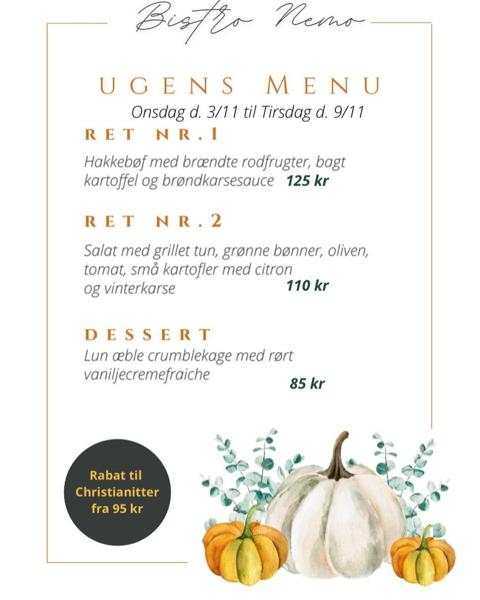 Bistro Nemo
UGENS MENU
Onsdag d. 3/11 til Tirsdag d. 9/11
RET NR.1
Hakkebøf med brændte rodfrugter, bagt
kartoffel og brøndkarsesauce 125 kr
RET NR.2
Salat med grillet tun, grønne bønner, oliven,
tomat, små kartofler med citron
og vinterkarse 110 kr
DESSERT
Lun æble crumblekage med rørt
vaniljecremefraiche
85 kr
Rabat til
Christianitter
fra 95 kr